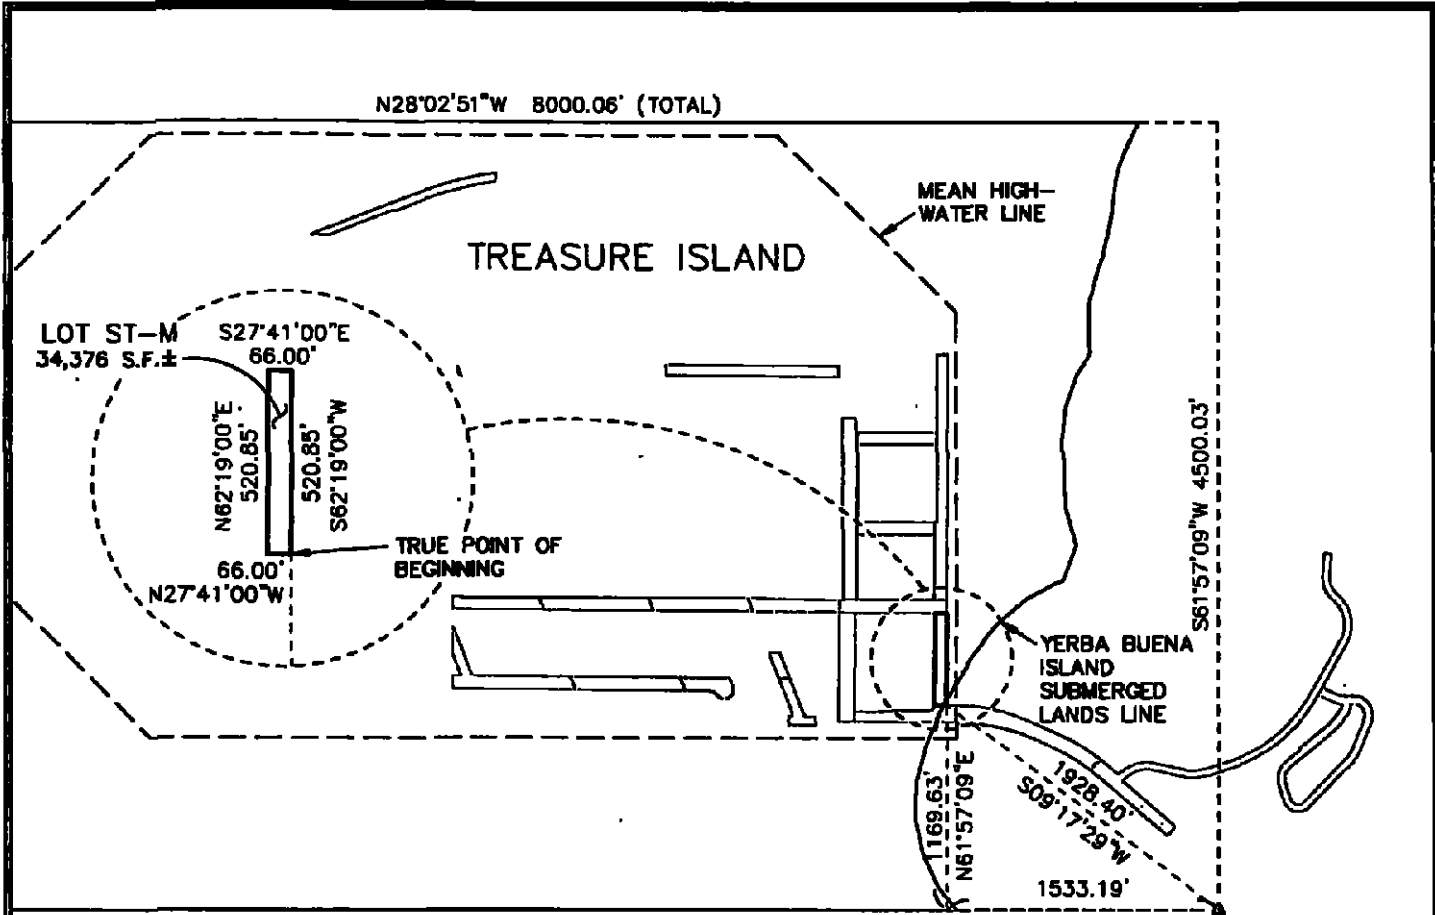 N28°02'51"W 8000.06' (TOTAL)
MEAN HIGH-
WATER LINE
TREASURE ISLAND
LOT ST-M
34,376 S.F.±
S27°41'00"E
66.00'
N62°19'00"E
520.85'
520.85'
S62°19'00"W
TRUE POINT OF
BEGINNING
66.00'
N27°41'00"W
S61°57'09"W 4500.03'
YERBA BUENA
ISLAND
SUBMERGED
LANDS LINE
1169.63'
N61°57'09"E
1928.40'
S09°17'29"W
1533.19'